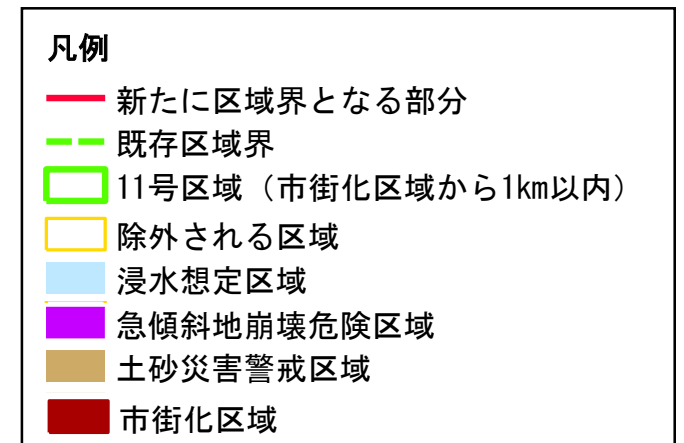 凡例
新たに区域界となる部分
既存区域界
11号区域（市街化区域から1km以内）
除外される区域
浸水想定区域
急傾斜地崩壊危険区域
土砂災害警戒区域
市街化区域